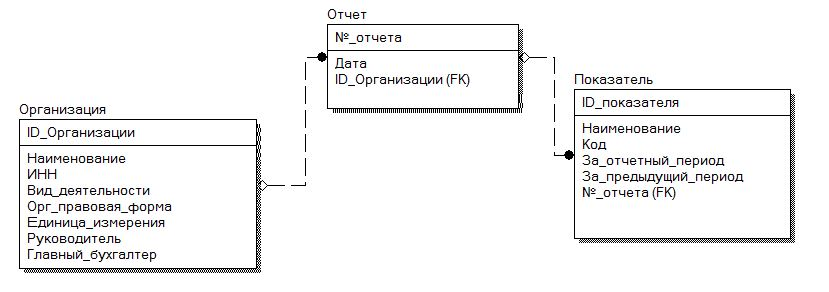 Отчет
№_отчета
Дата
ID_Организации (FK)
Показатель
ID_показателя
Наименование
Код
За_отчетный_период
За_предыдущий_период
№_отчета (FK)
Организация
ID_Организации
Наименование
ИНН
Вид_деятельности
Орг_правовая_форма
Единица_измерения
Руководитель
Главный_бухгалтер